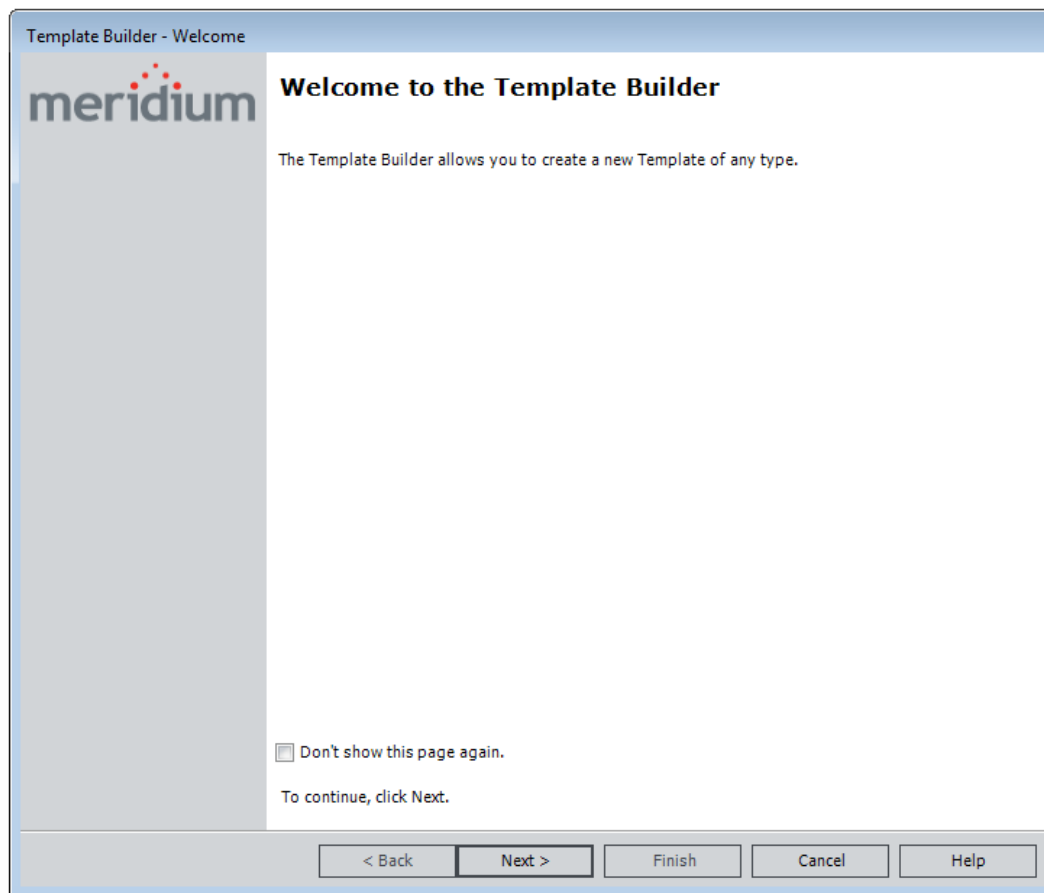 Template Builder - Welcome
meridium
Welcome to the Template Builder
The Template Builder allows you to create a new Template of any type.
Don't show this page again.
To continue, click Next.
< Back Next > Finish Cancel Help